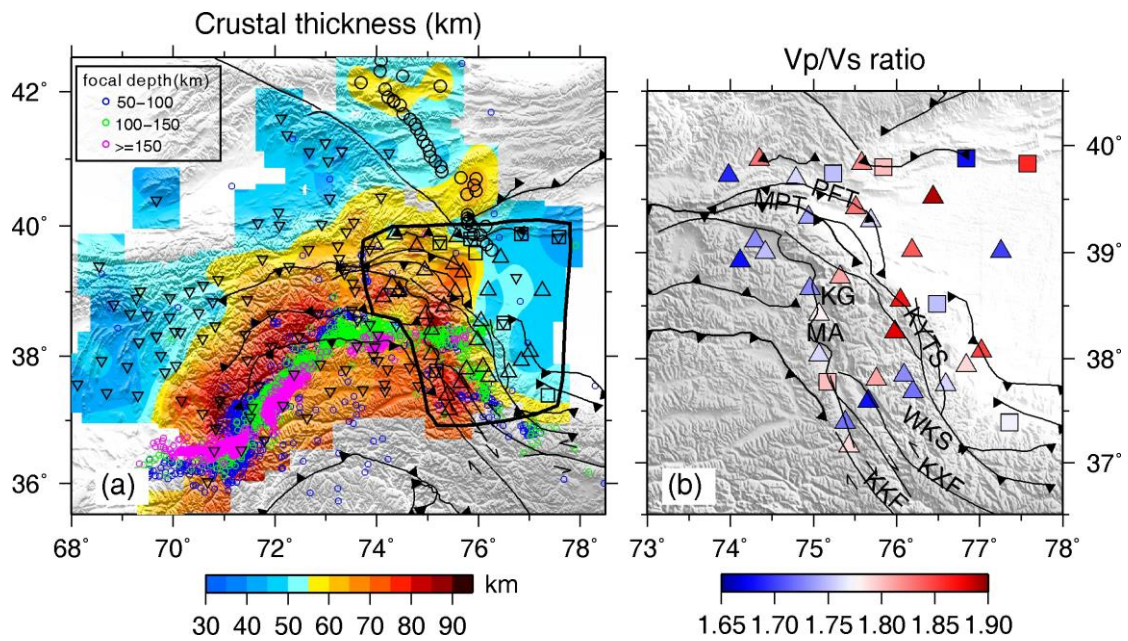 Crustal thickness (km)
focal depth(km)
50-100
100-150
>=150
42°
40°
38°
36°
(a)
68° 70° 72° 74° 76° 78°
km
30 40 50 60 70 80 90
Vp/Vs ratio
40°
39°
38°
37°
PFT
MPT
KG
MA
KYTS
WKS
KXF
KKF
(b)
73° 74° 75° 76° 77° 78°
1.65 1.70 1.75 1.80 1.85 1.90